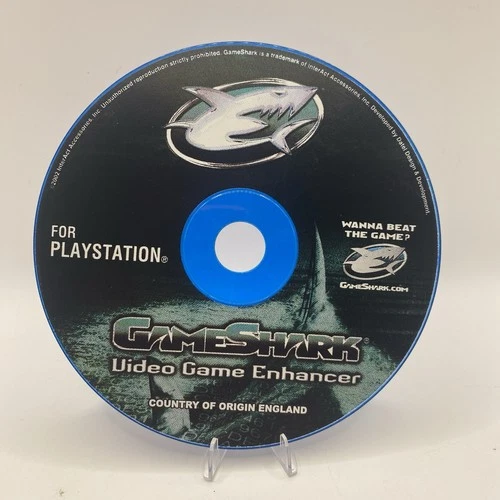 ©2002 InterAct Accessories, Inc. Unauthorized reproduction strictly prohibited. GameShark is a trademark of InterAct Accessories, Inc. Developed by Datel Design & Development.
FOR
PLAYSTATION®
WANNA BEAT
THE GAME?
GAMESHARK.COM
GAMESHARK®
Video Game Enhancer
COUNTRY OF ORIGIN ENGLAND